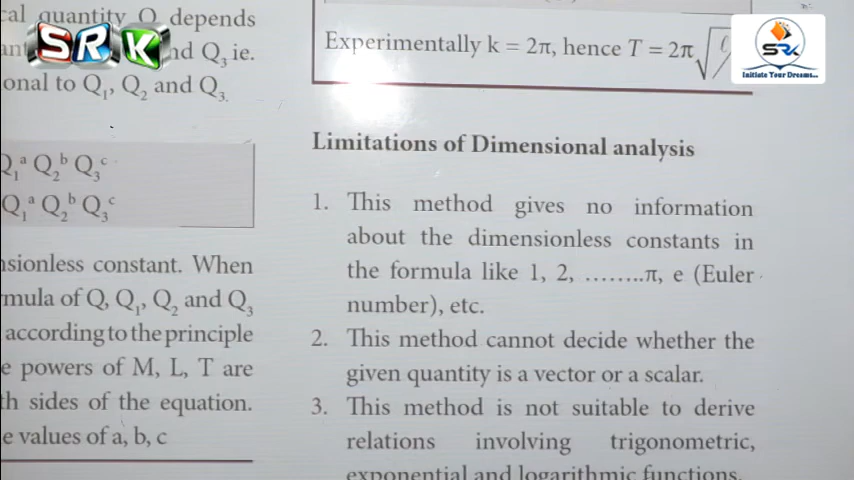 cal quantity Q depends
and Q₃ ie.
onal to Q₁, Q₂ and Q₃.
Q₁ᵃ Q₂ᵇ Q₃ᶜ
Q₁ᵃ Q₂ᵇ Q₃ᶜ
nsionless constant. When
rmula of Q, Q₁, Q₂ and Q₃
according to the principle
e powers of M, L, T are
th sides of the equation.
e values of a, b, c
SRK
Experimentally k = 2π, hence T = 2π√
SRK
Initiate Your Dreams...
Limitations of Dimensional analysis
1. This method gives no information
about the dimensionless constants in
the formula like 1, 2, ........π, e (Euler
number), etc.
2. This method cannot decide whether the
given quantity is a vector or a scalar.
3. This method is not suitable to derive
relations involving trigonometric,
exponential and logarithmic functions.